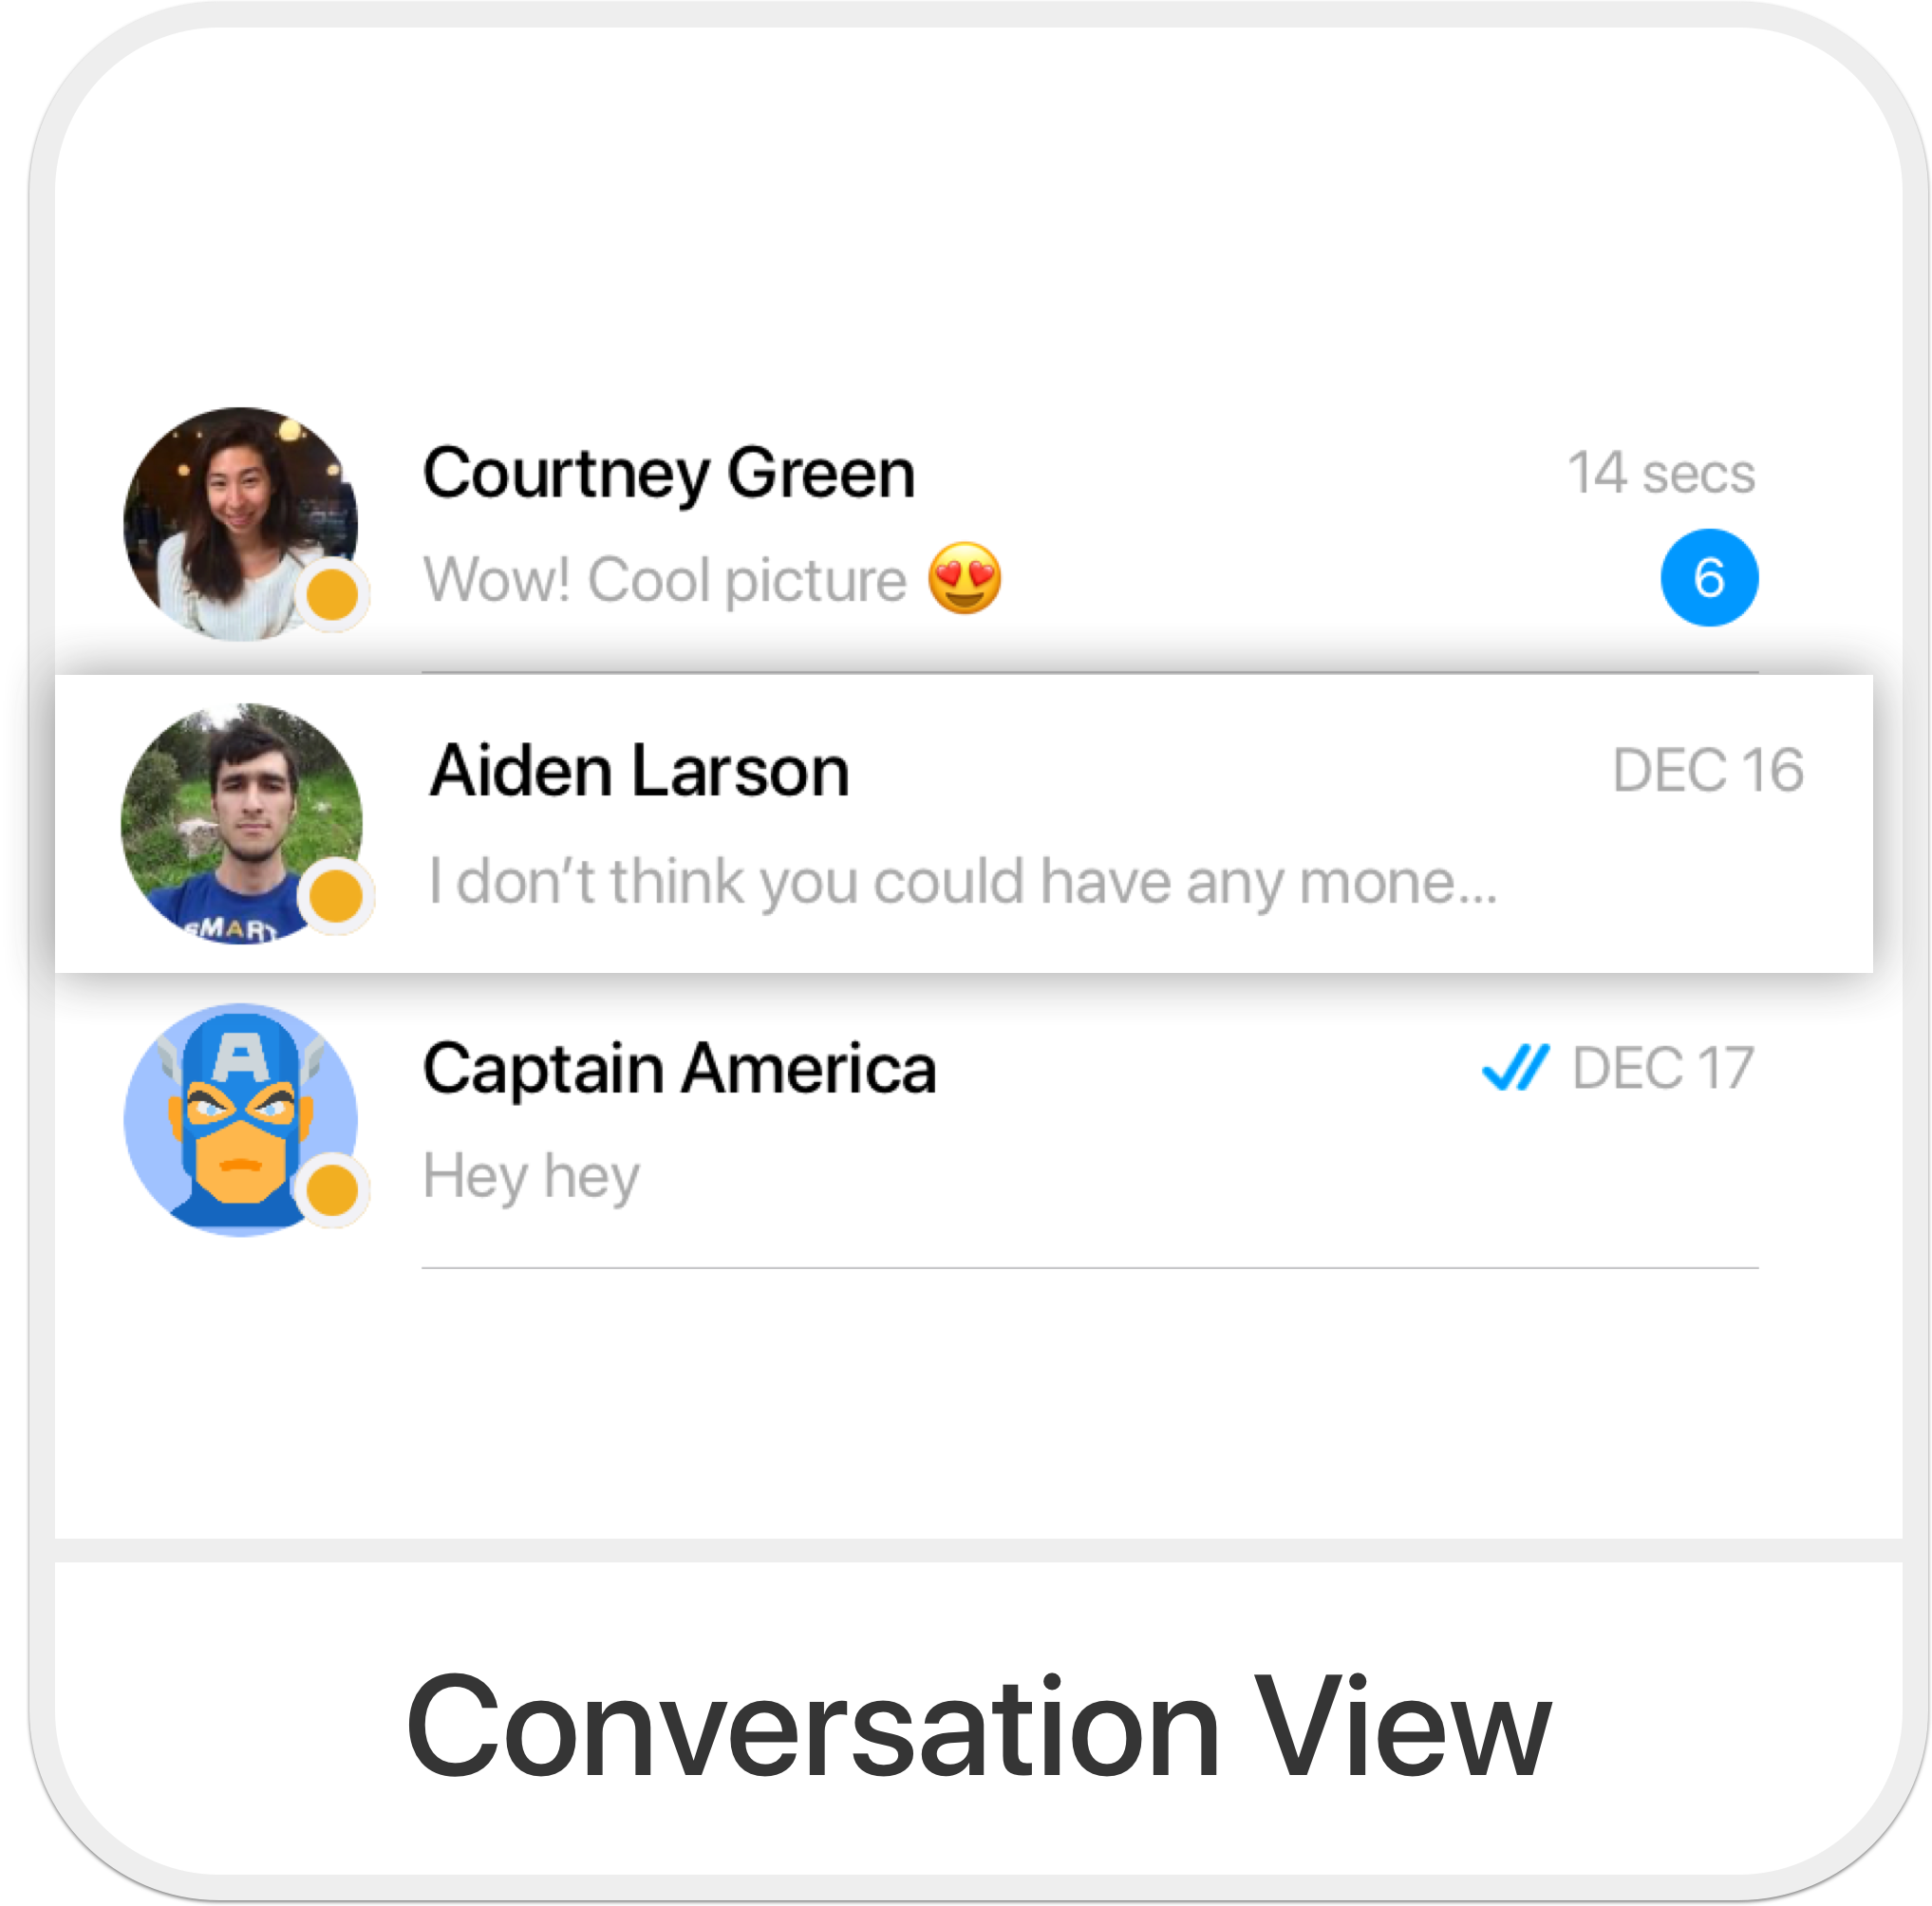 Courtney Green 14 secs
Wow! Cool picture 😍 6
Aiden Larson DEC 16
I don’t think you could have any mone...
SMART
A
Captain America DEC 17
Hey hey
Conversation View